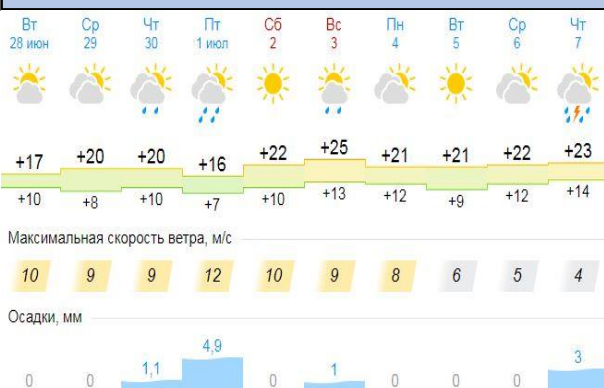 Вт Ср Чт Пт Сб Вс Пн Вт Ср Чт
28 июн 29 30 1 июл 2 3 4 5 6 7
+17 +20 +20 +16 +22 +25 +21 +21 +22 +23
+10 +8 +10 +7 +10 +13 +12 +9 +12 +14
Максимальная скорость ветра, м/с
10 9 9 12 10 9 8 6 5 4
Осадки, мм
0 0 1,1 4,9 0 1 0 0 0 3